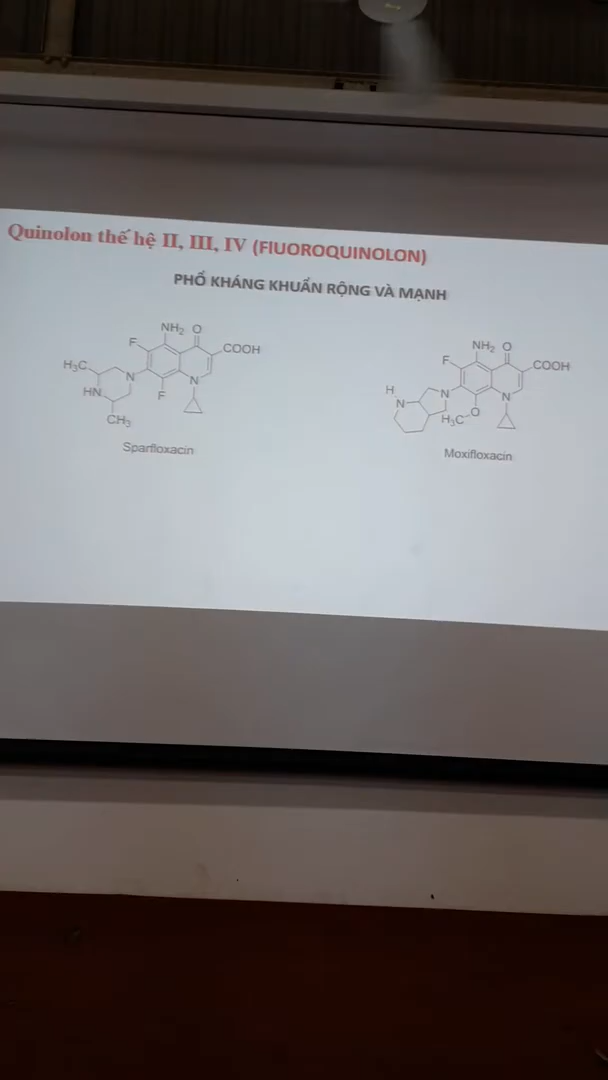 Quinolon thế hệ II, III, IV (FIUOROQUINOLON)
PHỔ KHÁNG KHUẨN RỘNG VÀ MẠNH
NH₂ O
F
COOH
H₃C
N
HN
F
N
CH₃
Sparfloxacin
NH₂ O
F
COOH
H
N
N
N
H₃C O
Moxifloxacin